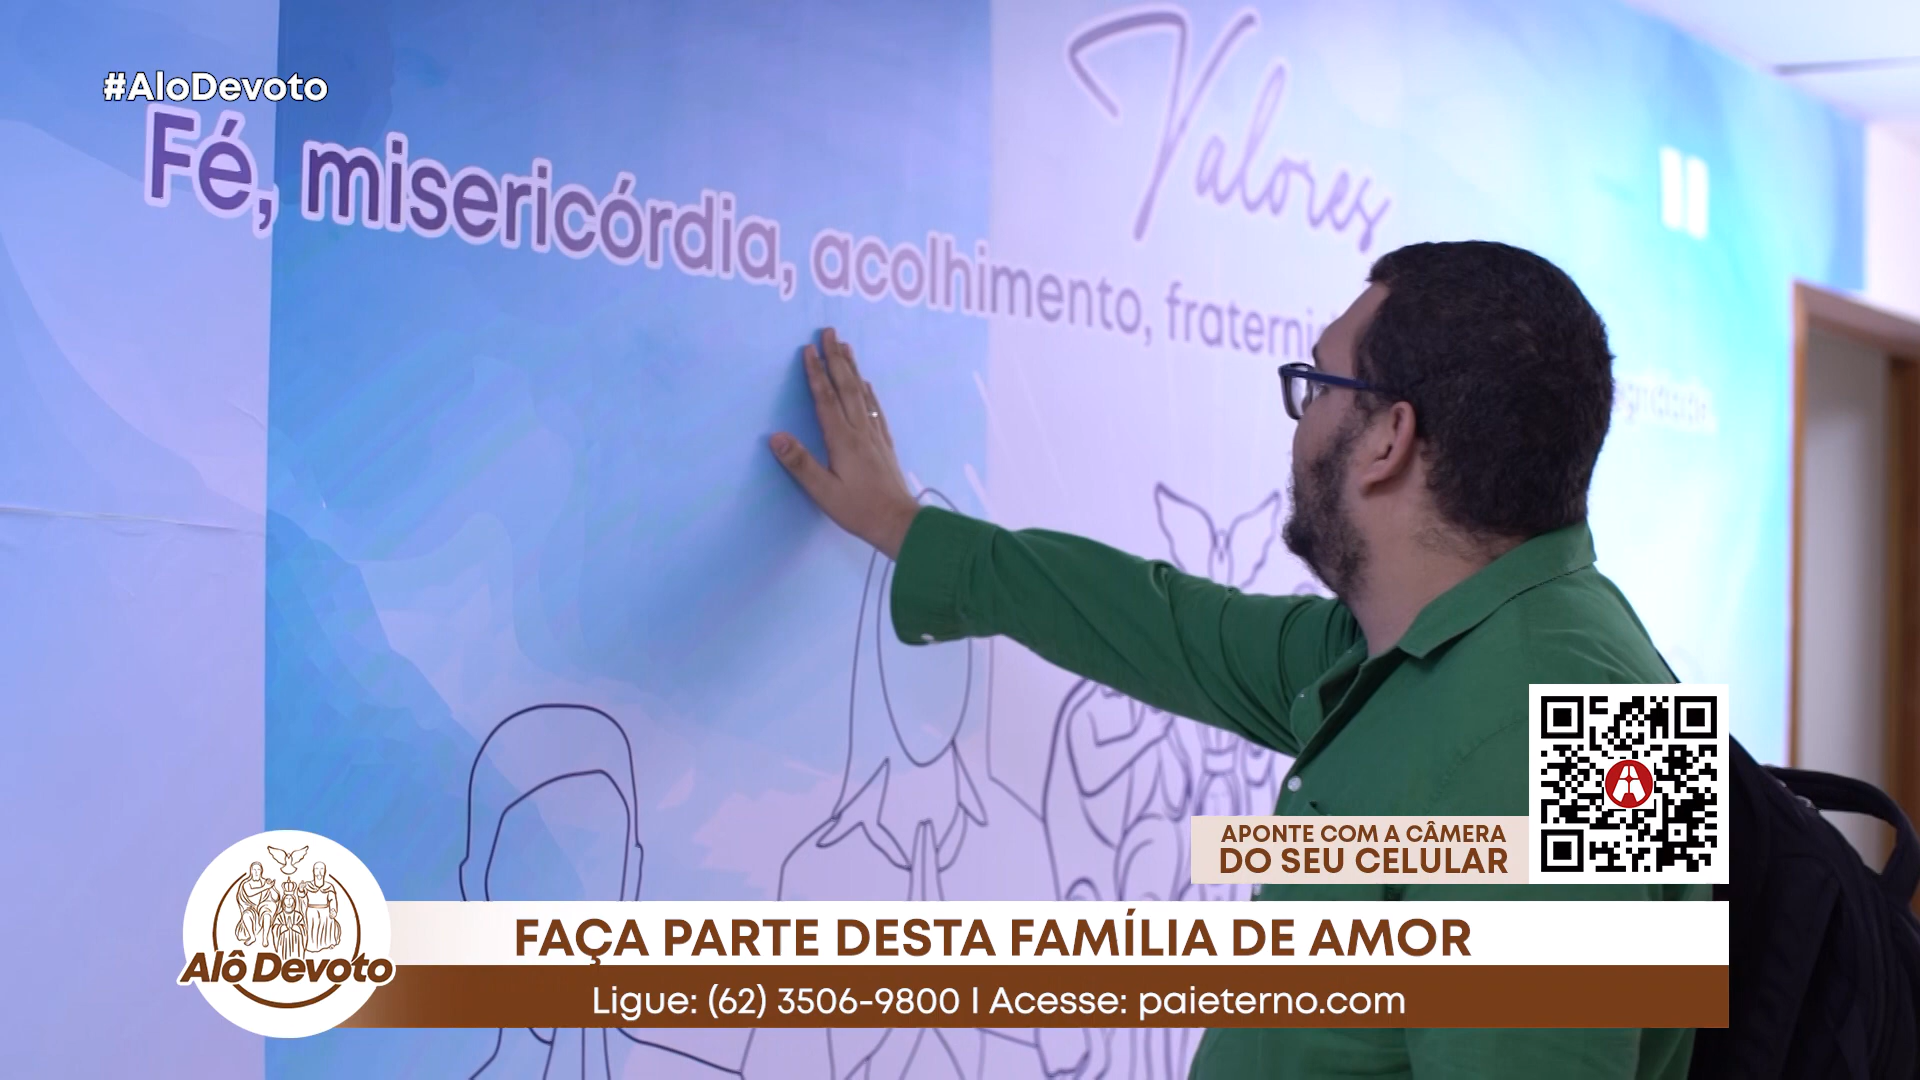 #AloDevoto
Valores
Fé, misericórdia, acolhimento, fraterni
APONTE COM A CÂMERA
DO SEU CELULAR
Alô Devoto
FAÇA PARTE DESTA FAMÍLIA DE AMOR
Ligue: (62) 3506-9800 | Acesse: paieterno.com